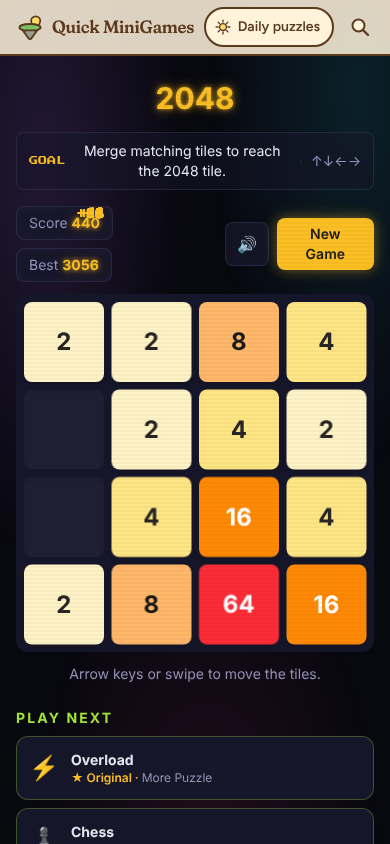 Quick MiniGames
Daily puzzles
2048
GOAL
Merge matching tiles to reach
the 2048 tile.
↑↓←→
Score 440
Best 3056
New
Game
2 2 8 4
2 4 2
4 16 4
2 8 64 16
Arrow keys or swipe to move the tiles.
PLAY NEXT
Overload
★ Original · More Puzzle
Chess